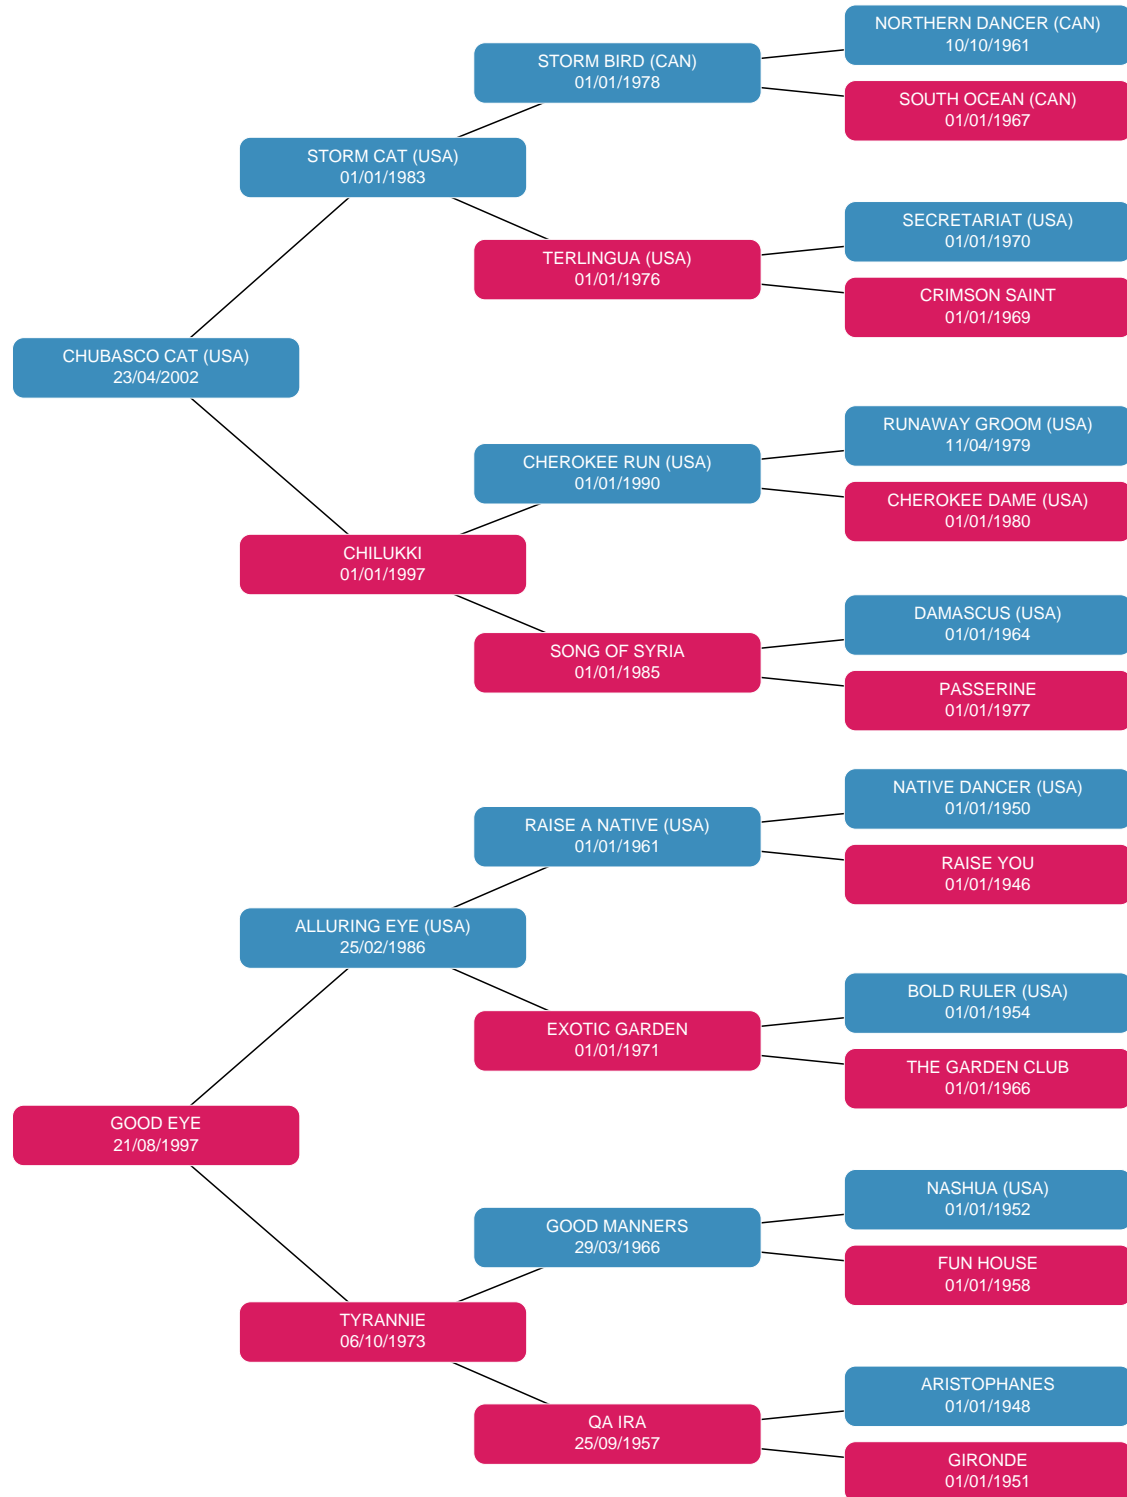 NORTHERN DANCER (CAN)
10/10/1961
STORM BIRD (CAN)
01/01/1978
SOUTH OCEAN (CAN)
01/01/1967
STORM CAT (USA)
01/01/1983
SECRETARIAT (USA)
01/01/1970
TERLINGUA (USA)
01/01/1976
CRIMSON SAINT
01/01/1969
CHUBASCO CAT (USA)
23/04/2002
RUNAWAY GROOM (USA)
11/04/1979
CHEROKEE RUN (USA)
01/01/1990
CHEROKEE DAME (USA)
01/01/1980
CHILUKKI
01/01/1997
DAMASCUS (USA)
01/01/1964
SONG OF SYRIA
01/01/1985
PASSERINE
01/01/1977
NATIVE DANCER (USA)
01/01/1950
RAISE A NATIVE (USA)
01/01/1961
RAISE YOU
01/01/1946
ALLURING EYE (USA)
25/02/1986
BOLD RULER (USA)
01/01/1954
EXOTIC GARDEN
01/01/1971
THE GARDEN CLUB
01/01/1966
GOOD EYE
21/08/1997
NASHUA (USA)
01/01/1952
GOOD MANNERS
29/03/1966
FUN HOUSE
01/01/1958
TYRANNIE
06/10/1973
ARISTOPHANES
01/01/1948
QA IRA
25/09/1957
GIRONDE
01/01/1951